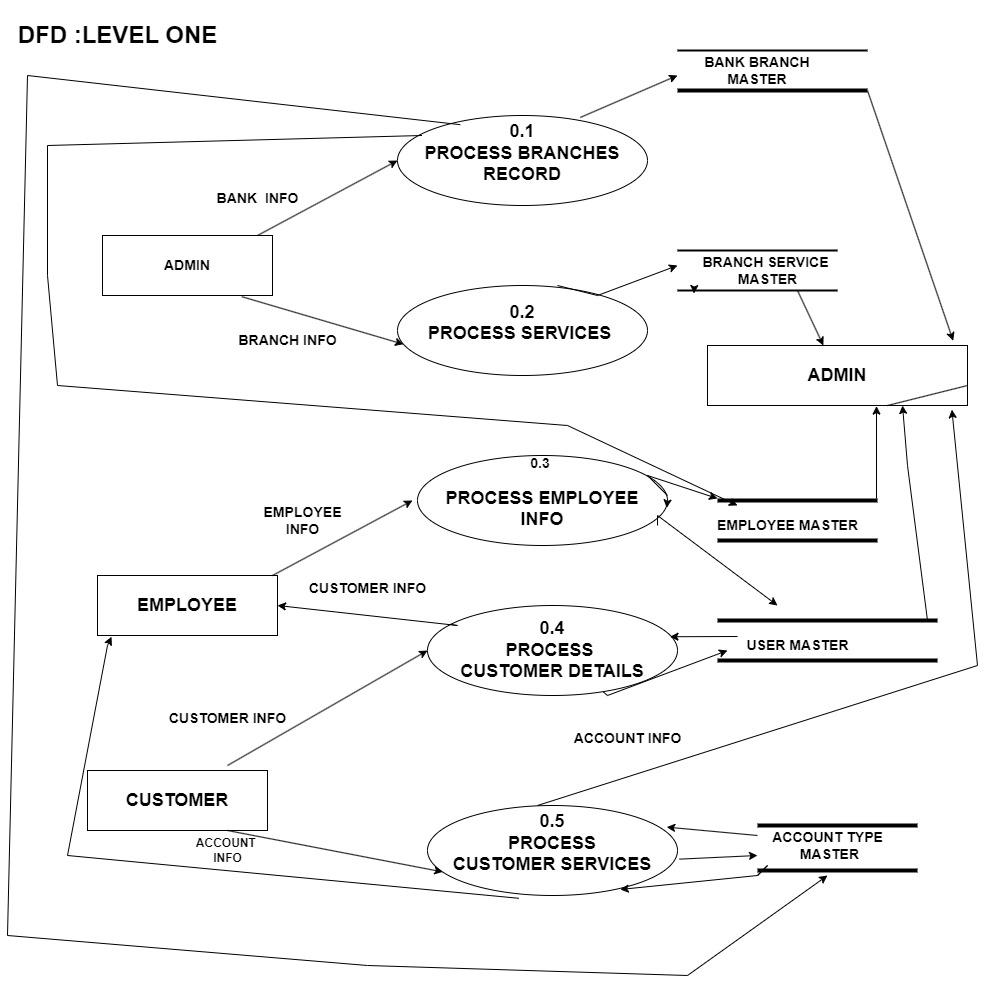 DFD :LEVEL ONE
BANK BRANCH
MASTER
0.1
PROCESS BRANCHES
RECORD
BANK INFO
ADMIN
BRANCH SERVICE
MASTER
0.2
PROCESS SERVICES
BRANCH INFO
ADMIN
0.3
PROCESS EMPLOYEE
INFO
EMPLOYEE
INFO
EMPLOYEE MASTER
CUSTOMER INFO
EMPLOYEE
0.4
PROCESS
CUSTOMER DETAILS
USER MASTER
CUSTOMER INFO
ACCOUNT INFO
CUSTOMER
0.5
PROCESS
CUSTOMER SERVICES
ACCOUNT TYPE
MASTER
ACCOUNT
INFO